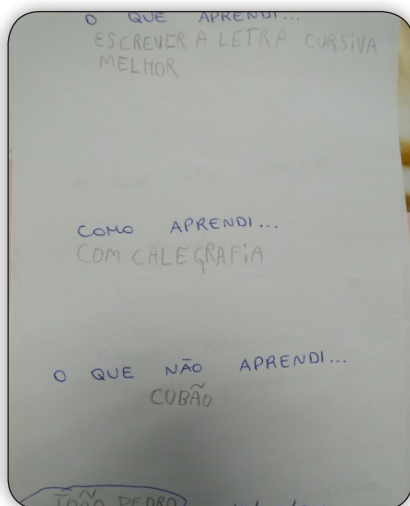 O QUE APRENDI...
ESCREVER A LETRA CURSIVA
MELHOR
COMO APRENDI...
COM CALEGRAFIA
O QUE NÃO APRENDI...
CUBÃO
JOÃO PEDRO